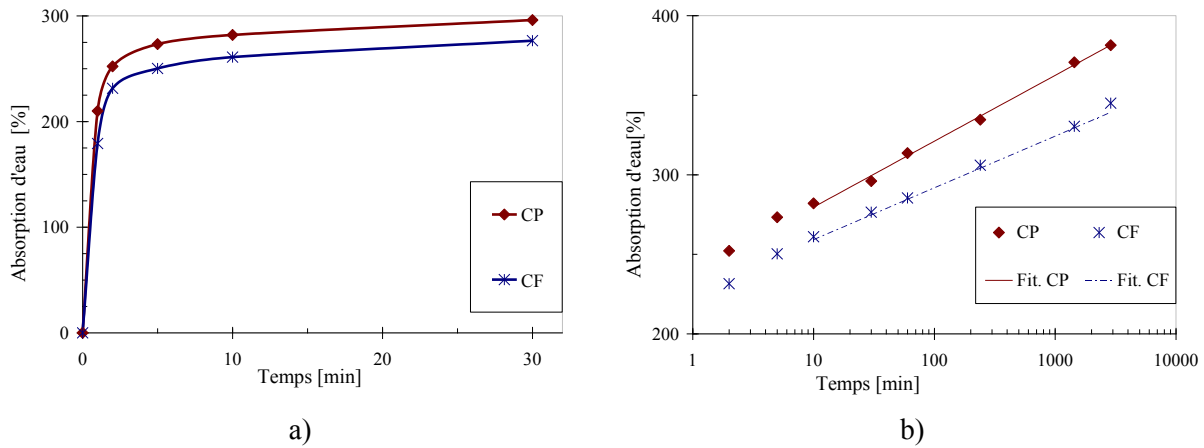 300
200
100
0
Absorption d'eau [%]
0
10
20
30
Temps [min]
CP
CF
a)
400
300
200
Absorption d'eau[%]
1
10
100
1000
10000
Temps [min]
CP
CF
Fit. CP
Fit. CF
b)